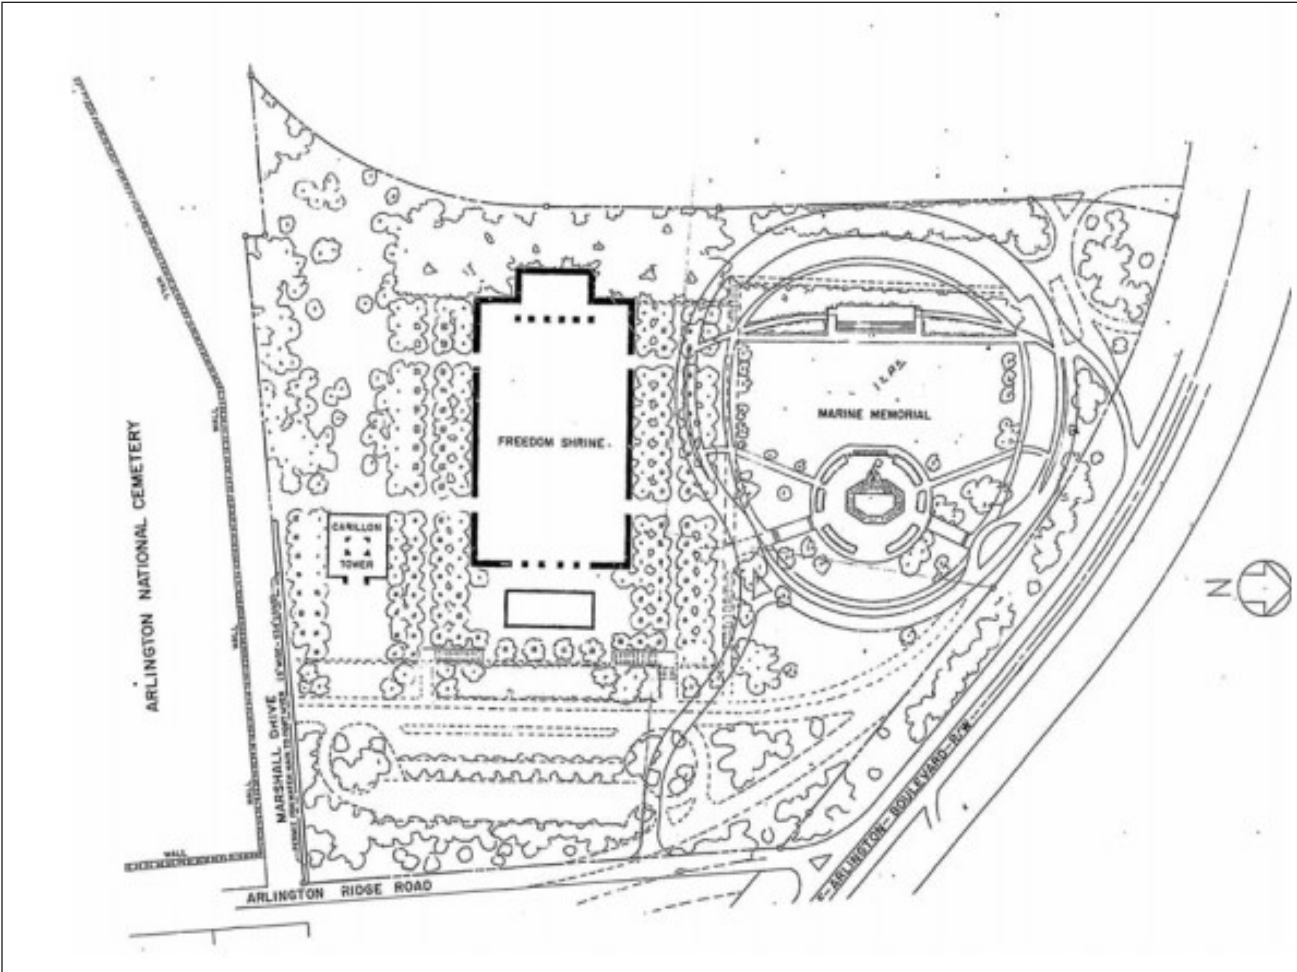 WALL
WALL
WALL
WALL
WALL
ARLINGTON NATIONAL CEMETERY
MARSHALL DRIVE
CARILLON
TOWER
FREEDOM SHRINE
MARINE MEMORIAL
N
ARLINGTON RIDGE ROAD
ARLINGTON - BOULEVARD - R/W